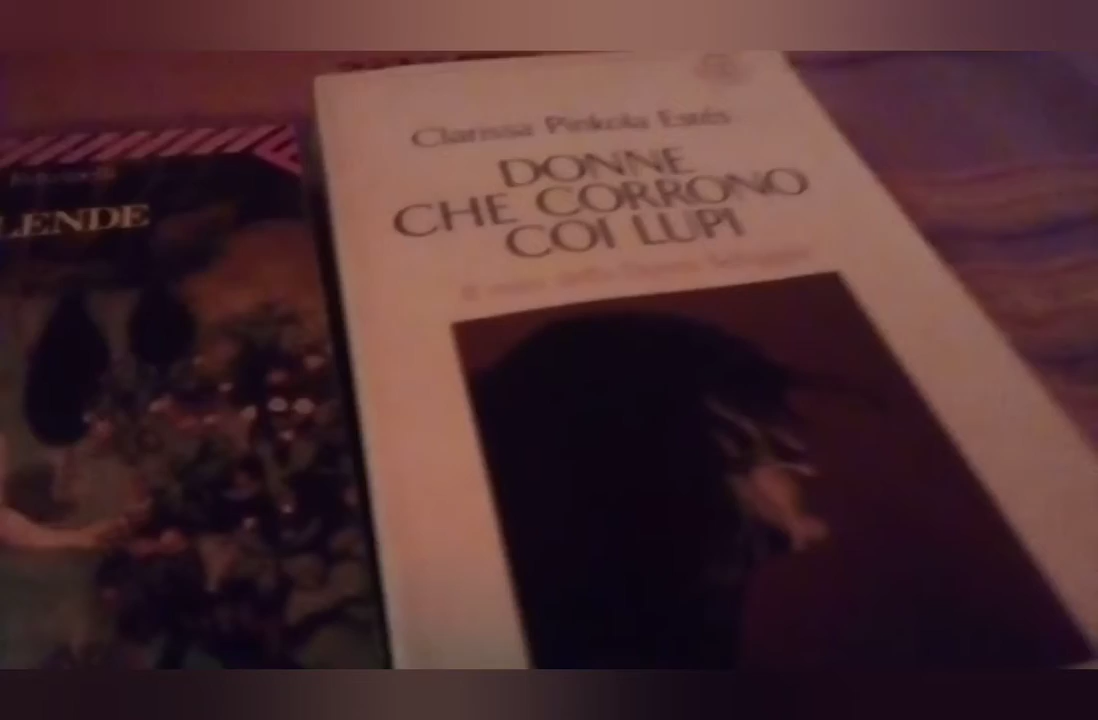 LENDE
Clarissa Pinkola Estés
DONNE
CHE CORRONO
COI LUPI